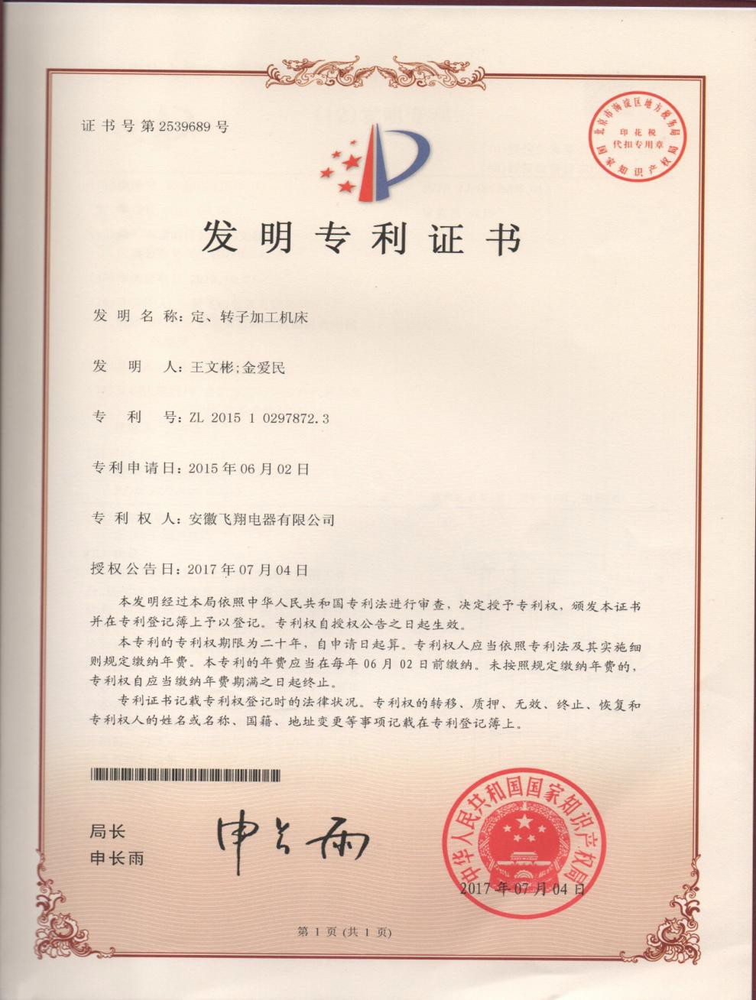 证书号第2539689号
北京市海淀区地方税务局
印花税
代扣专用章
国家知识产权局
发明专利证书
发明名称：定、转子加工机床
发明人：王文彬;金爱民
专利号：ZL 2015 1 0297872.3
专利申请日：2015年06月02日
专利权人：安徽飞翔电器有限公司
授权公告日：2017年07月04日
本发明经过本局依照中华人民共和国专利法进行审查，决定授予专利权，颁发本证书
并在专利登记簿上予以登记。专利权自授权公告之日起生效。
本专利的专利权期限为二十年，自申请日起算。专利权人应当依照专利法及其实施细
则规定缴纳年费。本专利的年费应当在每年06月02日前缴纳。未按照规定缴纳年费的，
专利权自应当缴纳年费期满之日起终止。
专利证书记载专利权登记时的法律状况。专利权的转移、质押、无效、终止、恢复和
专利权人的姓名或名称、国籍、地址变更等事项记载在专利登记簿上。
局长
申长雨
申长雨
中华人民共和国国家知识产权局
2017年07月04日
第 1 页 (共 1 页)